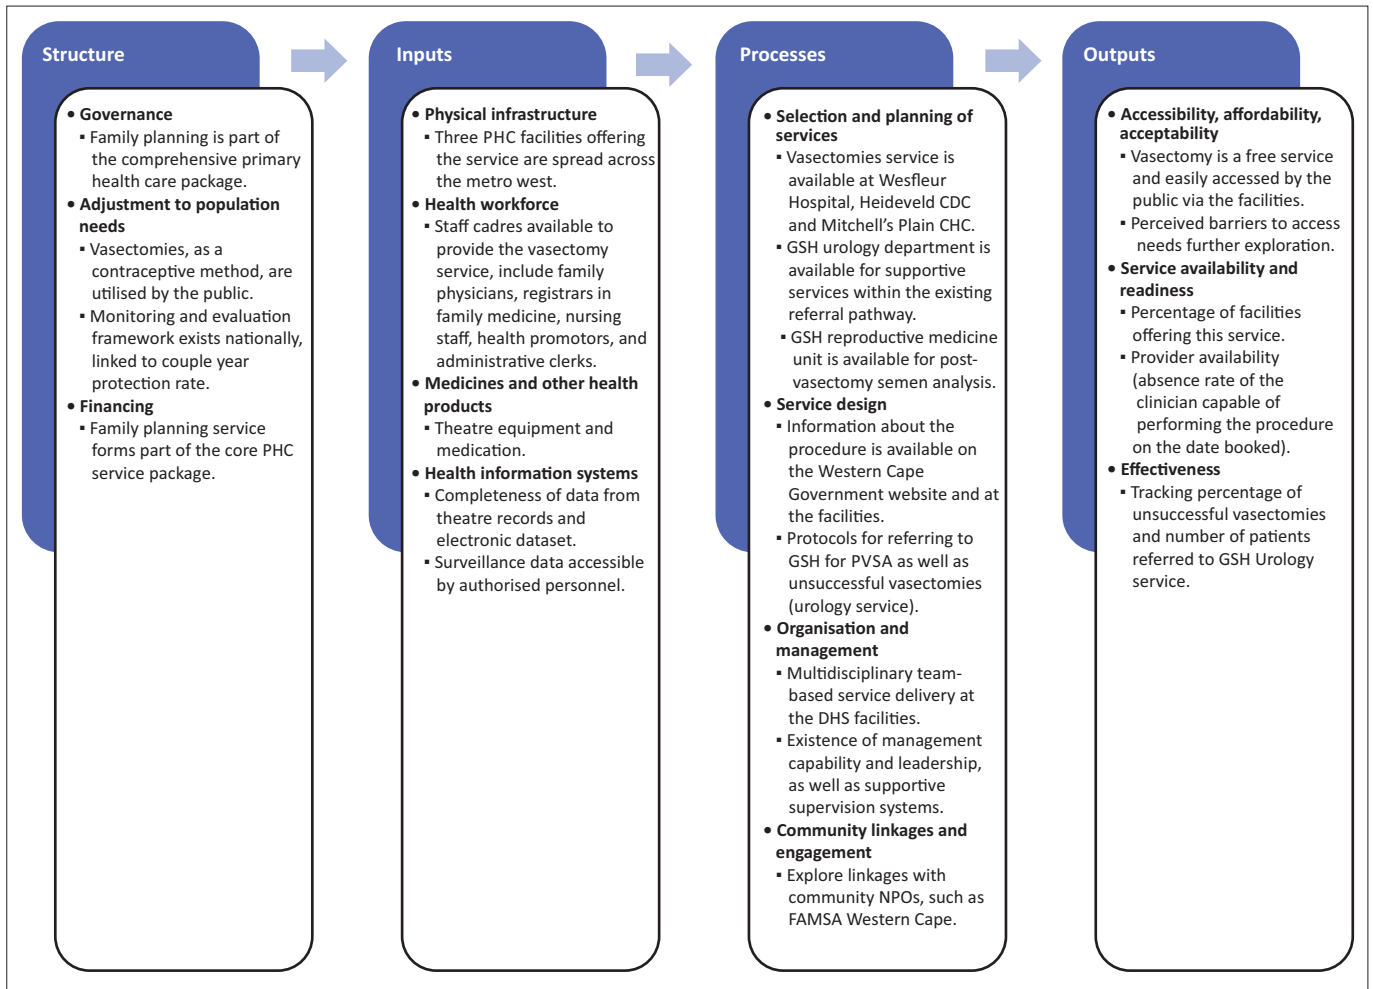 Structure
• Governance
▪ Family planning is part of
the comprehensive primary
health care package.
• Adjustment to population
needs
▪ Vasectomies, as a
contraceptive method, are
utilised by the public.
▪ Monitoring and evaluation
framework exists nationally,
linked to couple year
protection rate.
• Financing
▪ Family planning service
forms part of the core PHC
service package.
Inputs
• Physical infrastructure
▪ Three PHC facilities offering
the service are spread across
the metro west.
• Health workforce
▪ Staff cadres available to
provide the vasectomy
service, include family
physicians, registrars in
family medicine, nursing
staff, health promotors, and
administrative clerks.
• Medicines and other health
products
▪ Theatre equipment and
medication.
• Health information systems
▪ Completeness of data from
theatre records and
electronic dataset.
▪ Surveillance data accessible
by authorised personnel.
Processes
• Selection and planning of
services
▪ Vasectomies service is
available at Wesfleur
Hospital, Heideveld CDC
and Mitchell’s Plain CHC.
▪ GSH urology department is
available for supportive
services within the existing
referral pathway.
▪ GSH reproductive medicine
unit is available for post-
vasectomy semen analysis.
• Service design
▪ Information about the
procedure is available on
the Western Cape
Government website and at
the facilities.
▪ Protocols for referring to
GSH for PVSA as well as
unsuccessful vasectomies
(urology service).
• Organisation and
management
▪ Multidisciplinary team-
based service delivery at
the DHS facilities.
▪ Existence of management
capability and leadership,
as well as supportive
supervision systems.
• Community linkages and
engagement
▪ Explore linkages with
community NPOs, such as
FAMSA Western Cape.
Outputs
• Accessibility, affordability,
acceptability
▪ Vasectomy is a free service
and easily accessed by the
public via the facilities.
▪ Perceived barriers to access
needs further exploration.
• Service availability and
readiness
▪ Percentage of facilities
offering this service.
▪ Provider availability
(absence rate of the
clinician capable of
performing the procedure
on the date booked).
• Effectiveness
▪ Tracking percentage of
unsuccessful vasectomies
and number of patients
referred to GSH Urology
service.